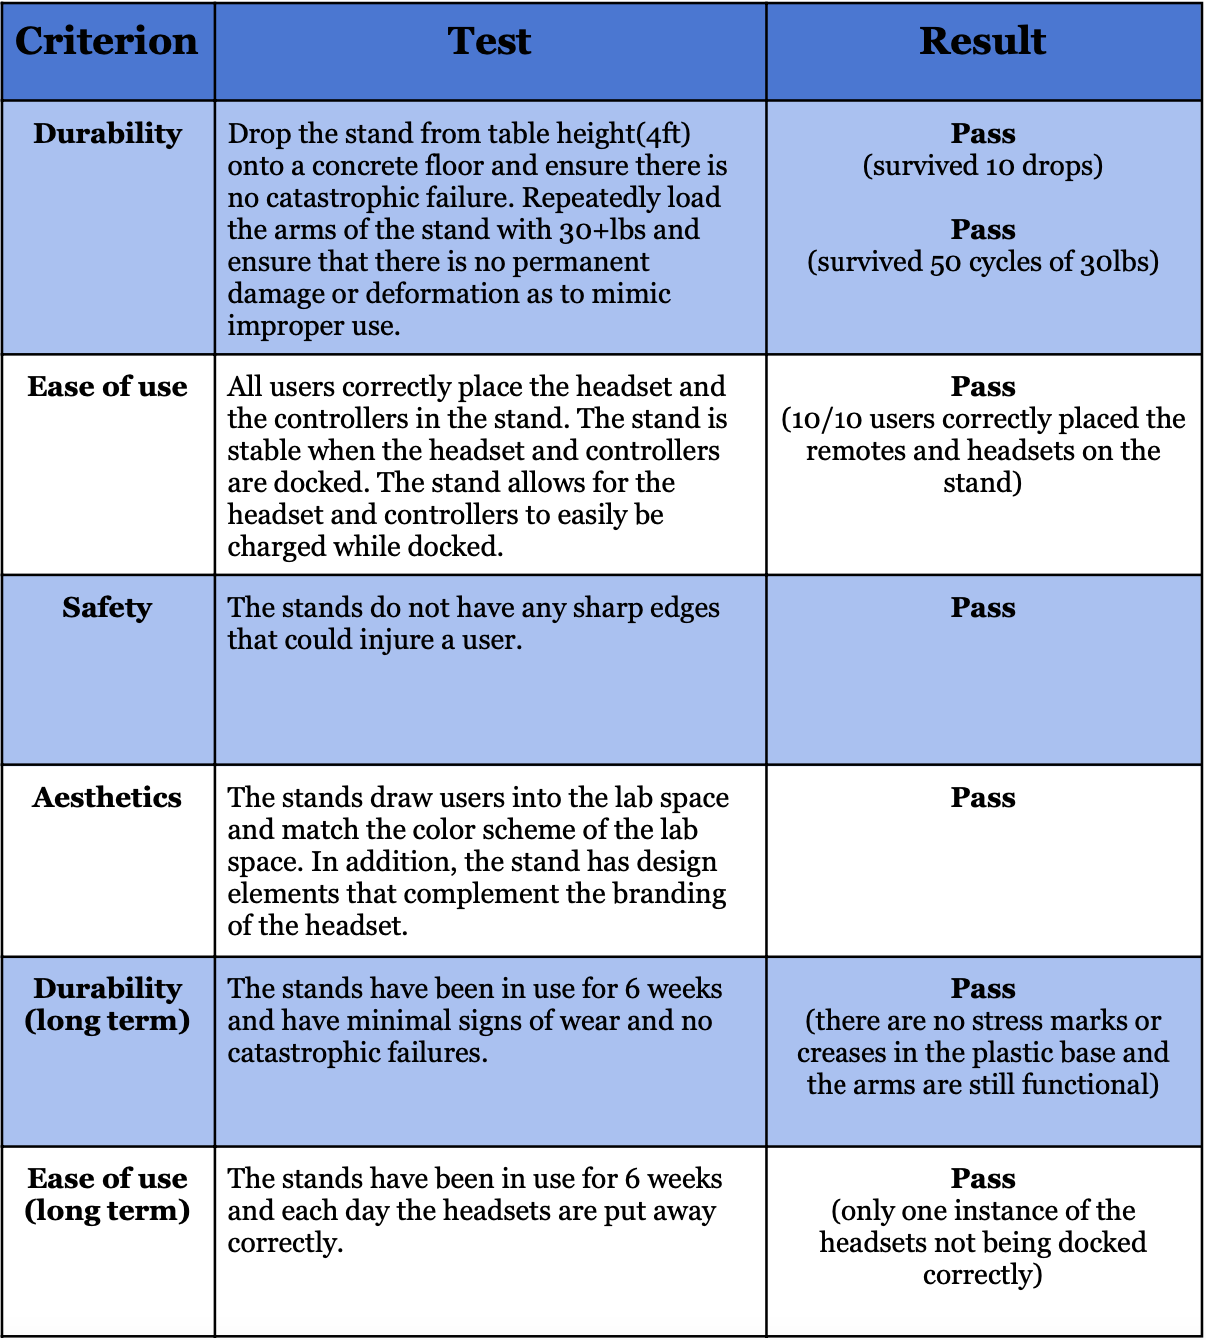 Criterion
Test
Result
Durability
Drop the stand from table height(4ft)
onto a concrete floor and ensure there is
no catastrophic failure. Repeatedly load
the arms of the stand with 30+lbs and
ensure that there is no permanent
damage or deformation as to mimic
improper use.
Pass
(survived 10 drops)
Pass
(survived 50 cycles of 30lbs)
Ease of use
All users correctly place the headset and
the controllers in the stand. The stand is
stable when the headset and controllers
are docked. The stand allows for the
headset and controllers to easily be
charged while docked.
Pass
(10/10 users correctly placed the
remotes and headsets on the
stand)
Safety
The stands do not have any sharp edges
that could injure a user.
Pass
Aesthetics
The stands draw users into the lab space
and match the color scheme of the lab
space. In addition, the stand has design
elements that complement the branding
of the headset.
Pass
Durability
(long term)
The stands have been in use for 6 weeks
and have minimal signs of wear and no
catastrophic failures.
Pass
(there are no stress marks or
creases in the plastic base and
the arms are still functional)
Ease of use
(long term)
The stands have been in use for 6 weeks
and each day the headsets are put away
correctly.
Pass
(only one instance of the
headsets not being docked
correctly)